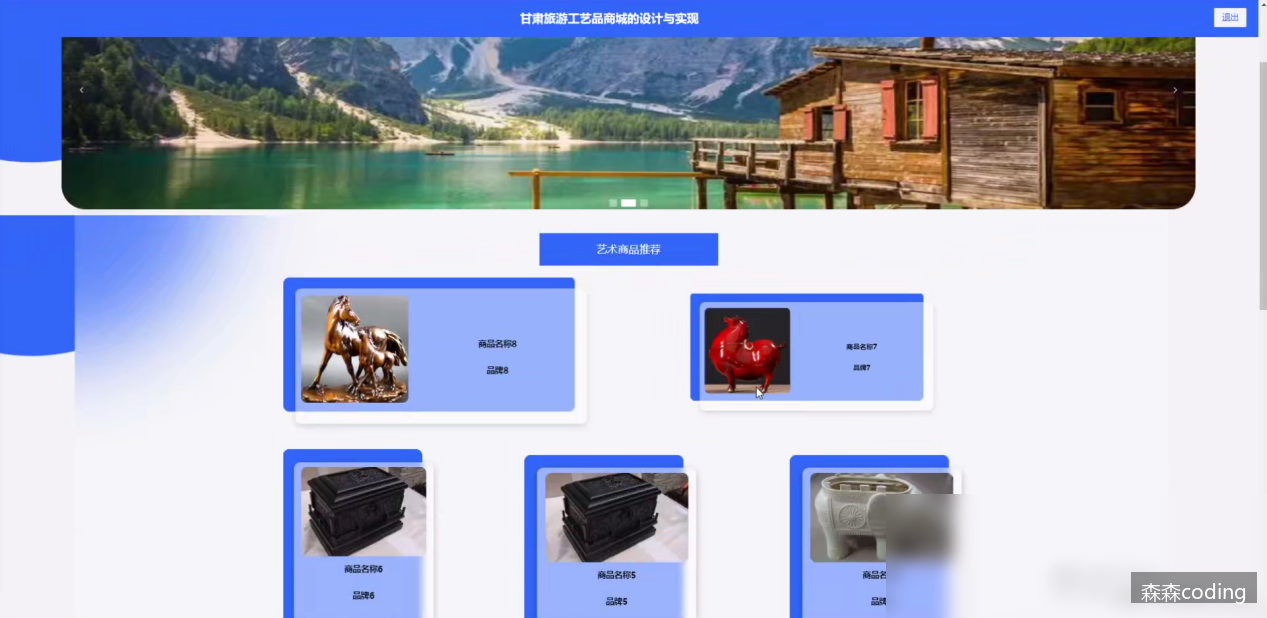 甘肃旅游工艺品商城的设计与实现
退出
艺术商品推荐
商品名称8
品牌8
商品名称7
品牌7
商品名称6
品牌6
商品名称5
品牌5
商品名
品牌
森森coding